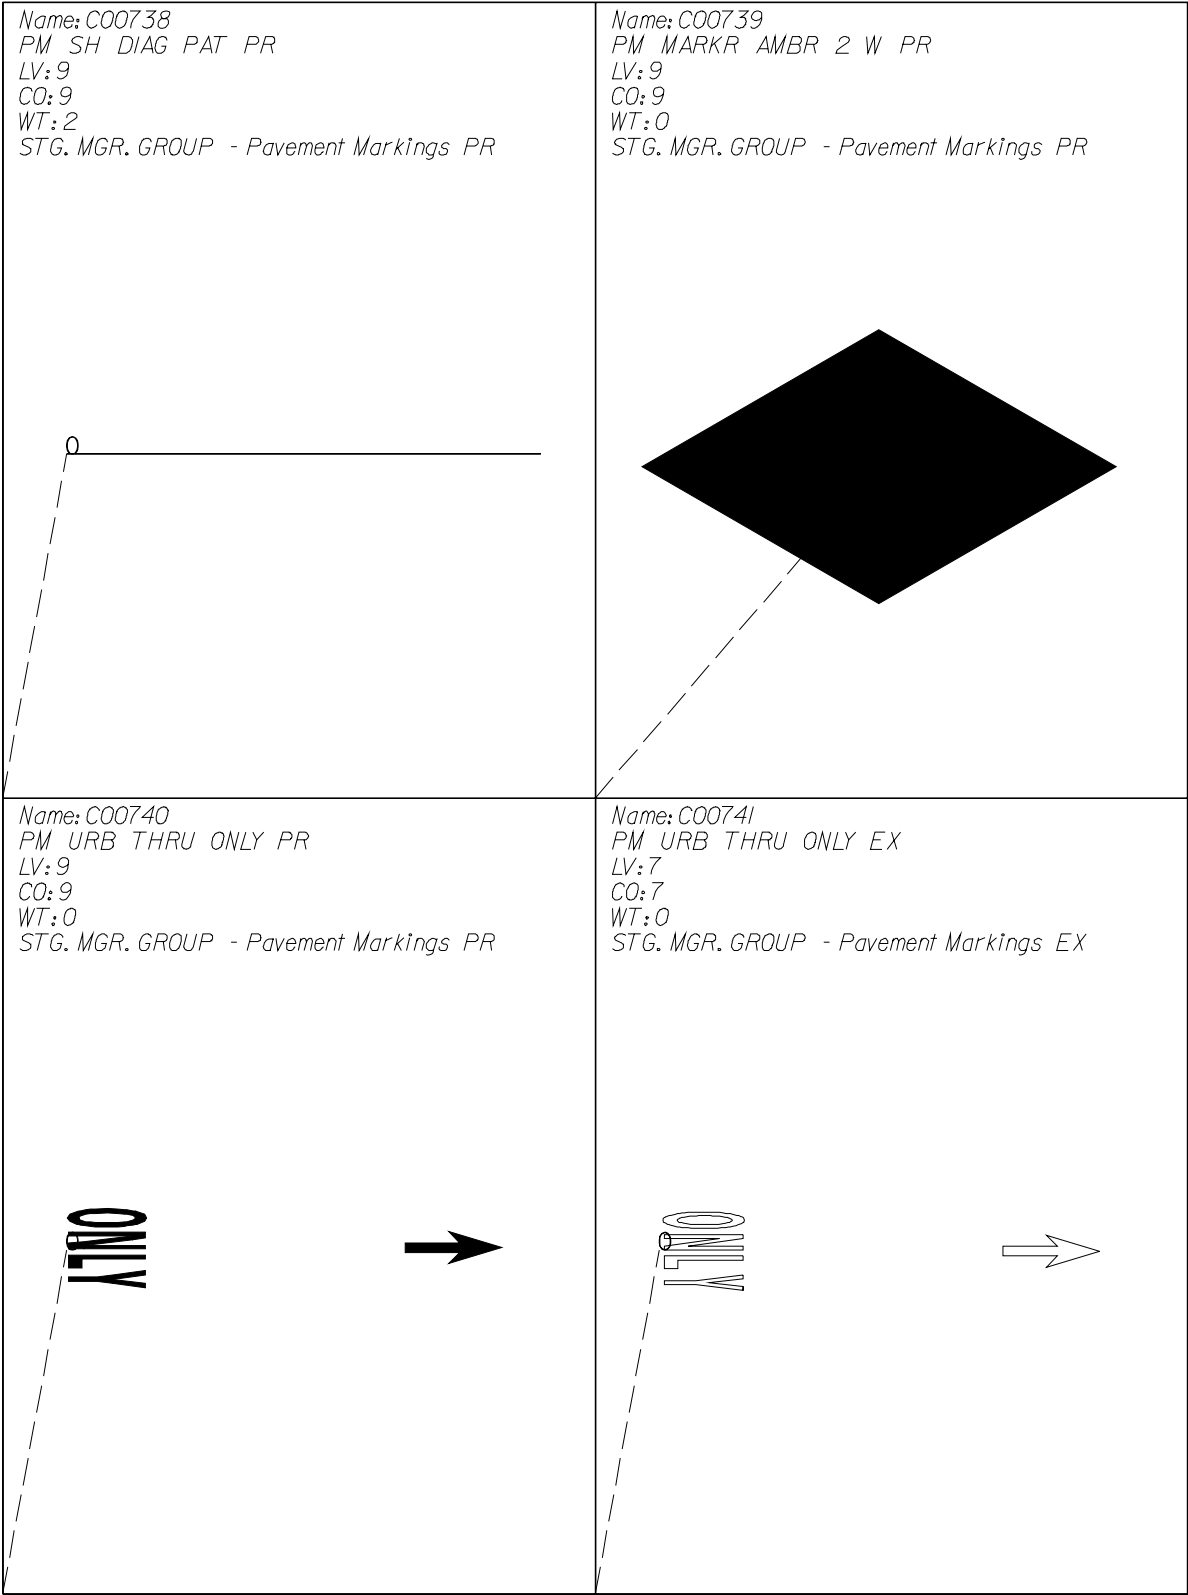 Name: C00738
PM SH DIAG PAT PR
LV: 9
CO: 9
WT: 2
STG. MGR. GROUP - Pavement Markings PR
O
Name: C00739
PM MARKR AMBR 2 W PR
LV: 9
CO: 9
WT: 0
STG. MGR. GROUP - Pavement Markings PR
Name: C00740
PM URB THRU ONLY PR
LV: 9
CO: 9
WT: 0
STG. MGR. GROUP - Pavement Markings PR
ONLY
O
Name: C00741
PM URB THRU ONLY EX
LV: 7
CO: 7
WT: 0
STG. MGR. GROUP - Pavement Markings EX
ONLY
O